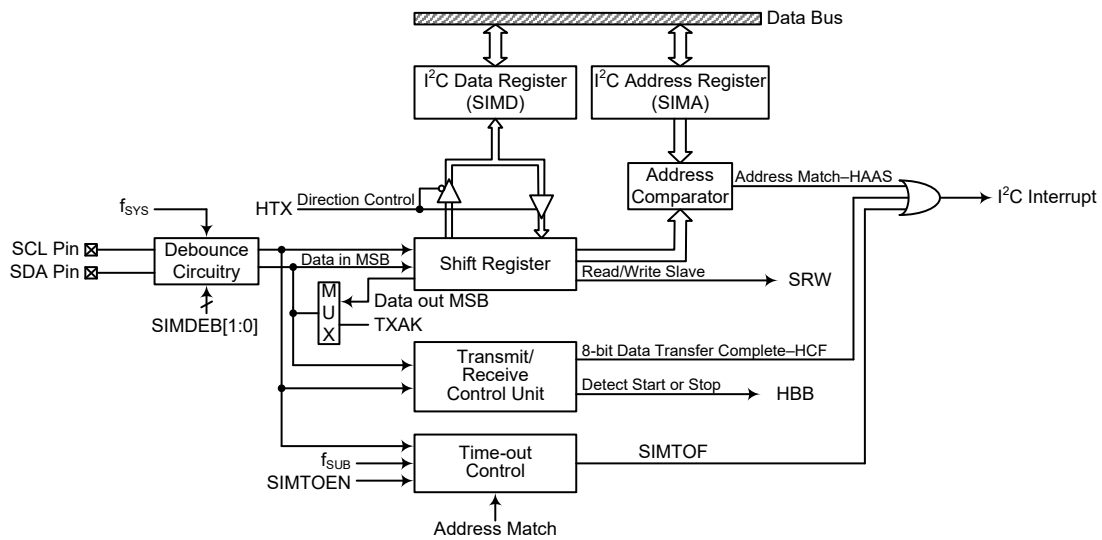 Data Bus
I²C Data Register
(SIMD)
I²C Address Register
(SIMA)
Address
Comparator
Address Match–HAAS
I²C Interrupt
HTX
Direction Control
fSYS
SCL Pin
SDA Pin
Debounce
Circuitry
SIMDEB[1:0]
Data in MSB
Shift Register
Read/Write Slave
SRW
M
U
X
Data out MSB
TXAK
Transmit/
Receive
Control Unit
8-bit Data Transfer Complete–HCF
Detect Start or Stop
HBB
fSUB
SIMTOEN
Time-out
Control
SIMTOF
Address Match